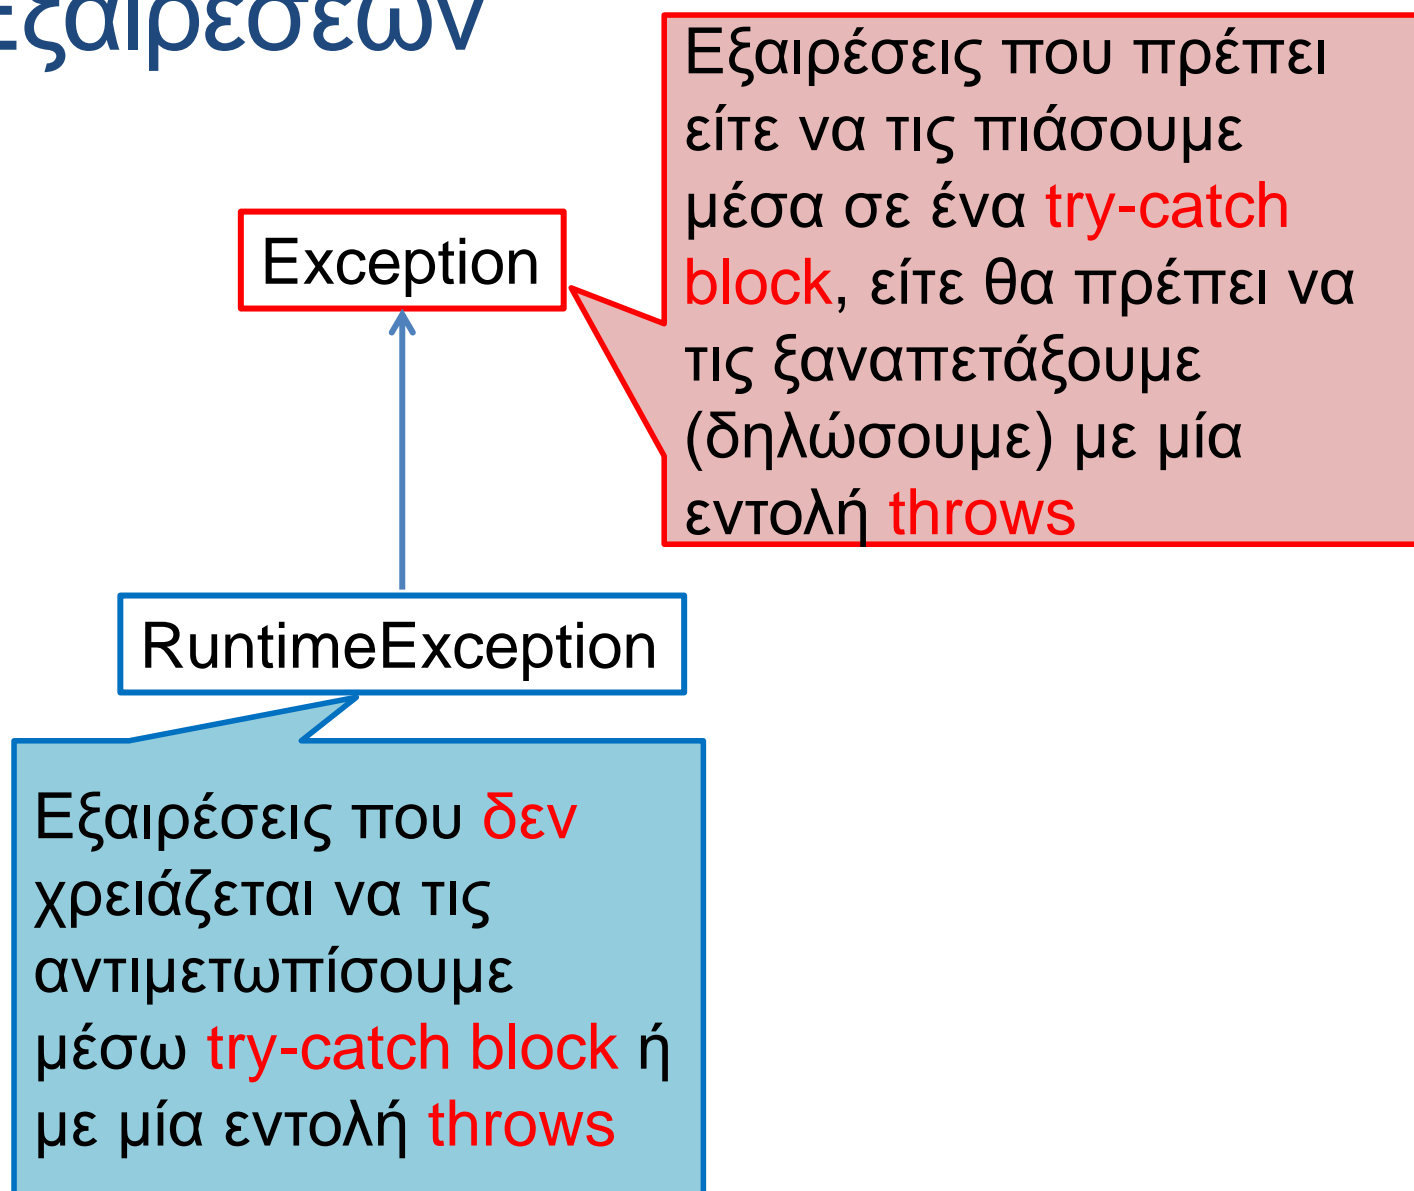 Εξαιρέσεων
Εξαιρέσεις που πρέπει
είτε να τις πιάσουμε
μέσα σε ένα try-catch
block, είτε θα πρέπει να
τις ξαναπετάξουμε
(δηλώσουμε) με μία
εντολή throws
Exception
RuntimeException
Εξαιρέσεις που δεν
χρειάζεται να τις
αντιμετωπίσουμε
μέσω try-catch block ή
με μία εντολή throws